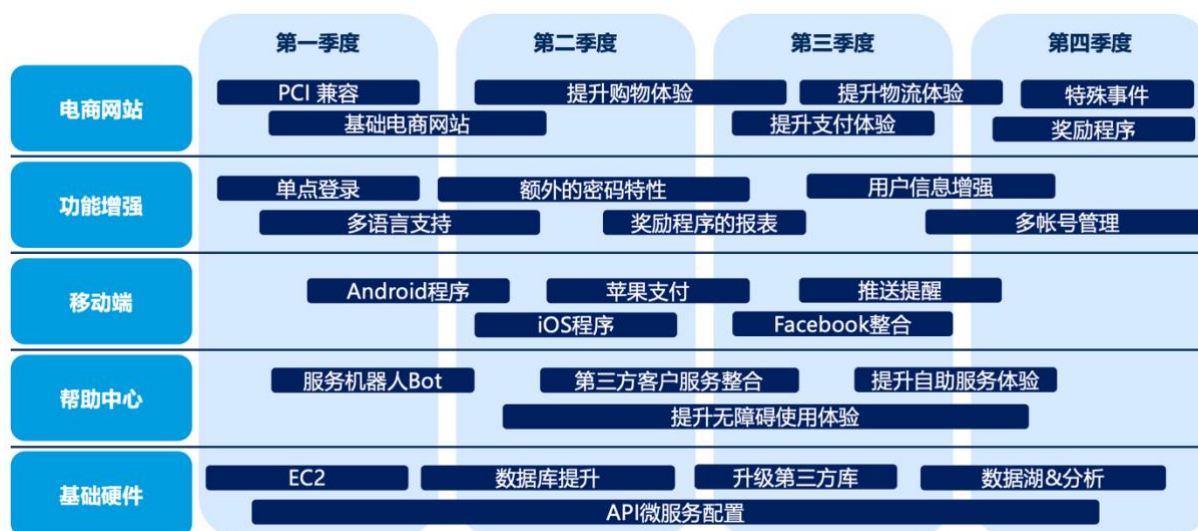 第一季度 第二季度 第三季度 第四季度
电商网站
PCI 兼容 提升购物体验 提升物流体验 特殊事件
基础电商网站 提升支付体验 奖励程序
功能增强
单点登录 额外的密码特性 用户信息增强
多语言支持 奖励程序的报表 多帐号管理
移动端
Android程序 苹果支付 推送提醒
iOS程序 Facebook整合
帮助中心
服务机器人Bot 第三方客户服务整合 提升自助服务体验
提升无障碍使用体验
基础硬件
EC2 数据库提升 升级第三方库 数据湖&分析
API微服务配置